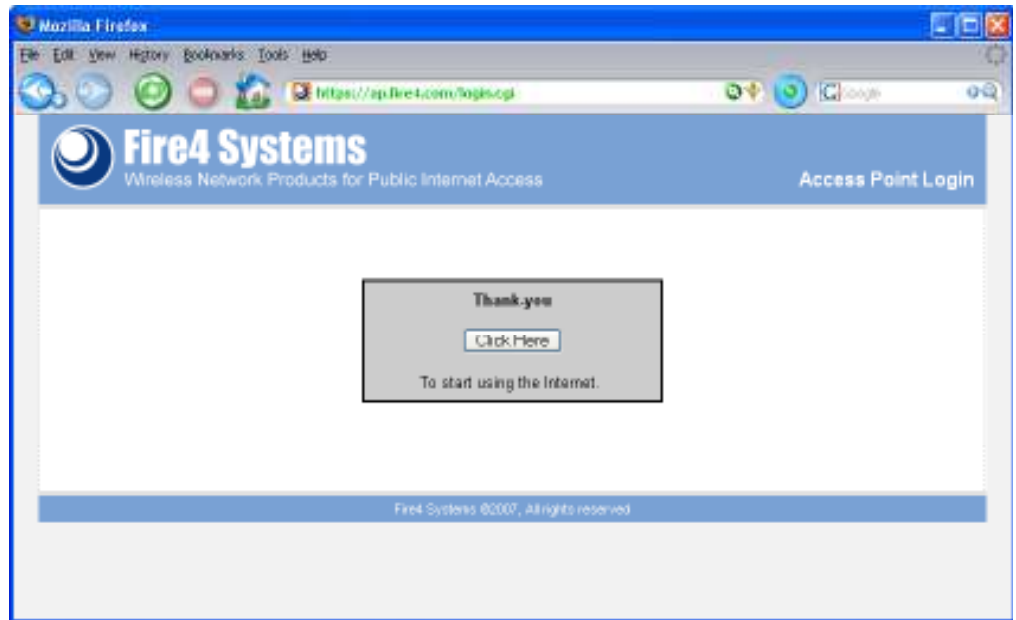 Mozilla Firefox
File Edit View History Bookmarks Tools Help
https://ap.fire4.com/login.cgi
Google
Fire4 Systems
Wireless Network Products for Public Internet Access
Access Point Login
Thank-you
Click Here
To start using the Internet.
Fire4 Systems ©2007, All rights reserved